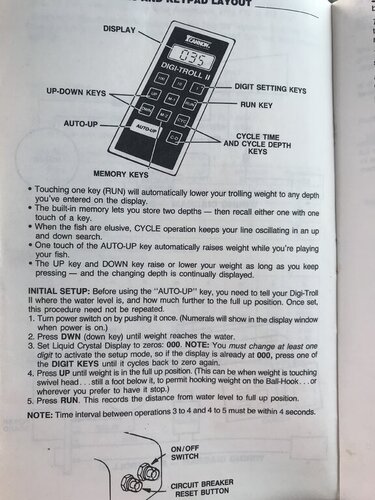 AND KEYPAD LAYOUT
DISPLAY
CANNON
035
DIGI-TROLL II
DIGIT SETTING KEYS
UP-DOWN KEYS
UP
M-1
RUN
RUN KEY
DWN
M-2
CYC
AUTO-UP
AUTO-UP
CYCLE TIME
AND CYCLE DEPTH
KEYS
MEMORY KEYS
• Touching one key (RUN) will automatically lower your trolling weight to any depth
you've entered on the display.
• The built-in memory lets you store two depths — then recall either one with one
touch of a key.
• When the fish are elusive, CYCLE operation keeps your line oscillating in an up
and down search.
• One touch of the AUTO-UP key automatically raises weight while you're playing
your fish.
• The UP key and DOWN key raise or lower your weight as long as you keep
pressing — and the changing depth is continually displayed.
INITIAL SETUP: Before using the "AUTO-UP" key, you need to tell your Digi-Troll
II where the water level is, and how much further to the full up position. Once set,
this procedure need not be repeated.
1. Turn power switch on by pushing it once. (Numerals will show in the display window
when power is on.)
2. Press DWN (down key) until weight reaches the water.
3. Set Liquid Crystal Display to zeros: 000. NOTE: You must change at least one
digit to activate the setup mode, so if the display is already at 000, press one of
the DIGIT KEYS until it cycles back to zero again.
4. Press UP until weight is in the full up position. (This can be when weight is touching
swivel head . . . still a foot below it, to permit hooking weight on the Ball-Hook . . . or
wherever you prefer to have it stop.)
5. Press RUN. This records the distance from water level to full up position.
NOTE: Time interval between operations 3 to 4 and 4 to 5 must be within 4 seconds.
ON/OFF
SWITCH
CIRCUIT BREAKER
RESET BUTTON